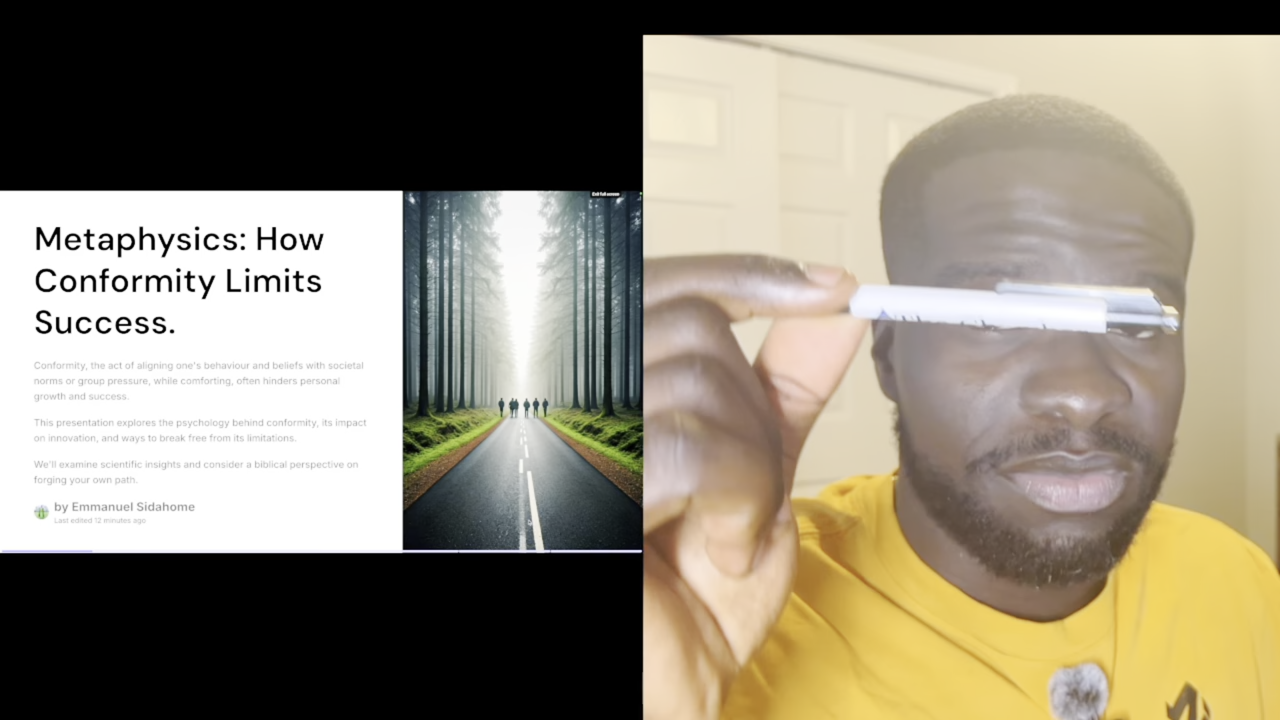 Metaphysics: How
Conformity Limits
Success.
Conformity, the act of aligning one's behaviour and beliefs with societal
norms or group pressure, while comforting, often hinders personal
growth and success.
This presentation explores the psychology behind conformity, its impact
on innovation, and ways to break free from its limitations.
We'll examine scientific insights and consider a biblical perspective on
forging your own path.
by Emmanuel Sidahome
Last edited 12 minutes ago
Exit full screen